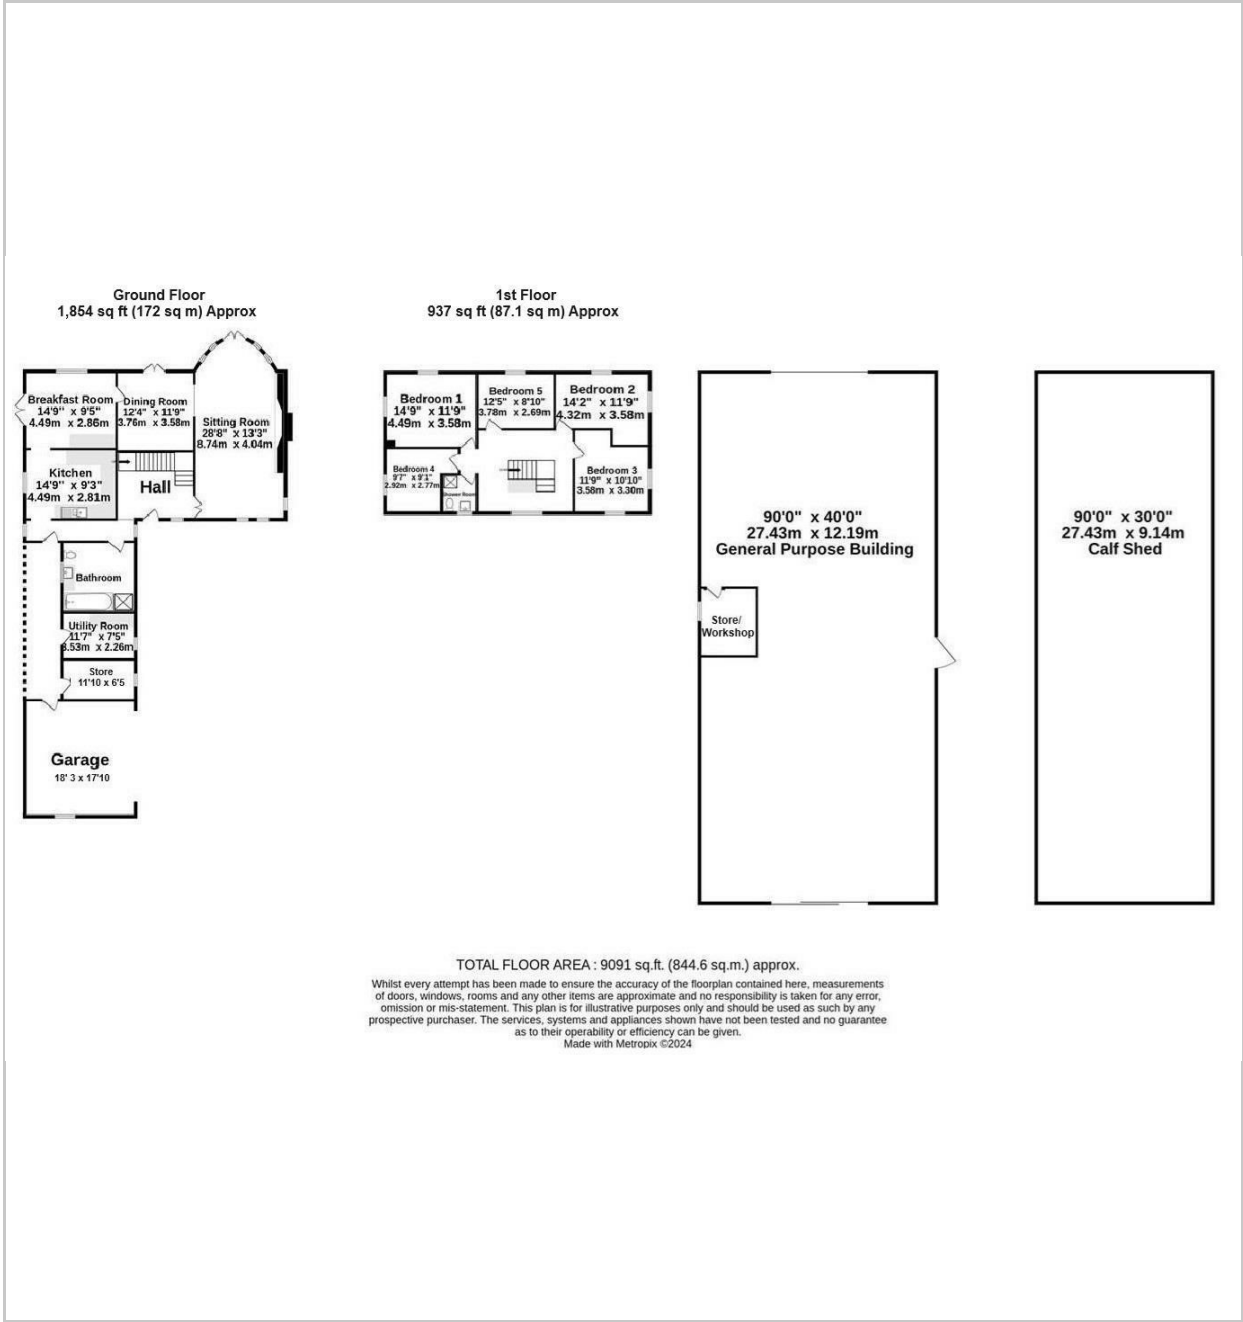 Ground Floor
1,854 sq ft (172 sq m) Approx
1st Floor
937 sq ft (87.1 sq m) Approx
Breakfast Room
14'9" x 9'5"
4.49m x 2.86m
Dining Room
12'4" x 11'9"
3.76m x 3.58m
Sitting Room
28'8" x 13'3"
8.74m x 4.04m
Kitchen
14'9" x 9'3"
4.49m x 2.81m
Hall
Bathroom
Utility Room
11'7" x 7'5"
3.53m x 2.26m
Store
11'10 x 6'5
Garage
18' 3 x 17'10
Bedroom 1
14'9" x 11'9"
4.49m x 3.58m
Bedroom 5
12'5" x 8'10"
3.78m x 2.69m
Bedroom 2
14'2" x 11'9"
4.32m x 3.58m
Bedroom 4
9'7" x 9'1"
2.92m x 2.77m
Shower Room
Bedroom 3
11'9" x 10'10"
3.58m x 3.30m
90'0" x 40'0"
27.43m x 12.19m
General Purpose Building
Store/
Workshop
90'0" x 30'0"
27.43m x 9.14m
Calf Shed
TOTAL FLOOR AREA : 9091 sq.ft. (844.6 sq.m.) approx.
Whilst every attempt has been made to ensure the accuracy of the floorplan contained here, measurements
of doors, windows, rooms and any other items are approximate and no responsibility is taken for any error,
omission or mis-statement. This plan is for illustrative purposes only and should be used as such by any
prospective purchaser. The services, systems and appliances shown have not been tested and no guarantee
as to their operability or efficiency can be given.
Made with Metropix ©2024